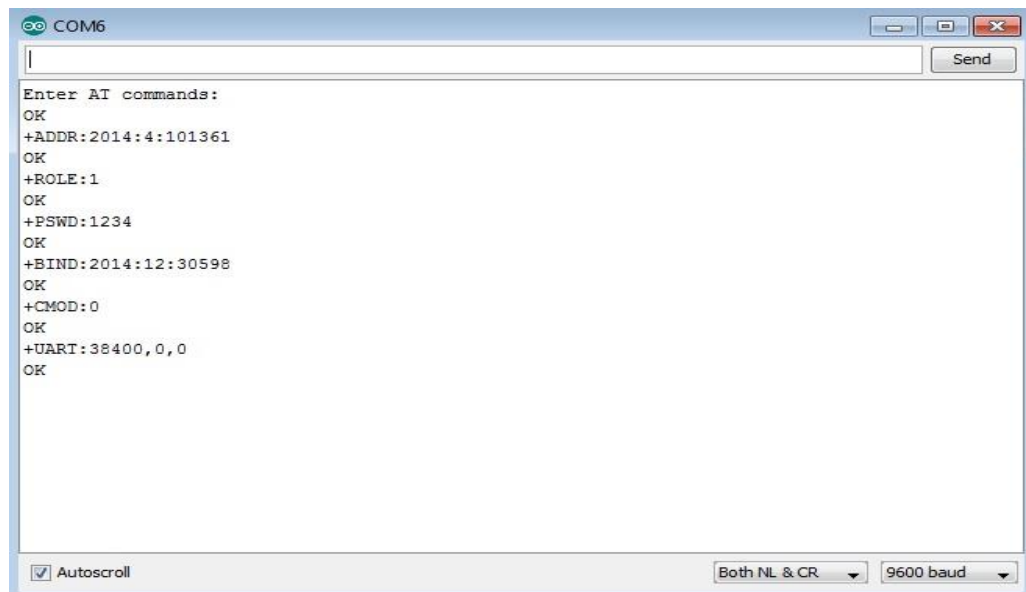 COM6
Send
Enter AT commands:
OK
+ADDR:2014:4:101361
OK
+ROLE:1
OK
+PSWD:1234
OK
+BIND:2014:12:30598
OK
+CMOD:0
OK
+UART:38400,0,0
OK
Autoscroll
Both NL & CR
9600 baud